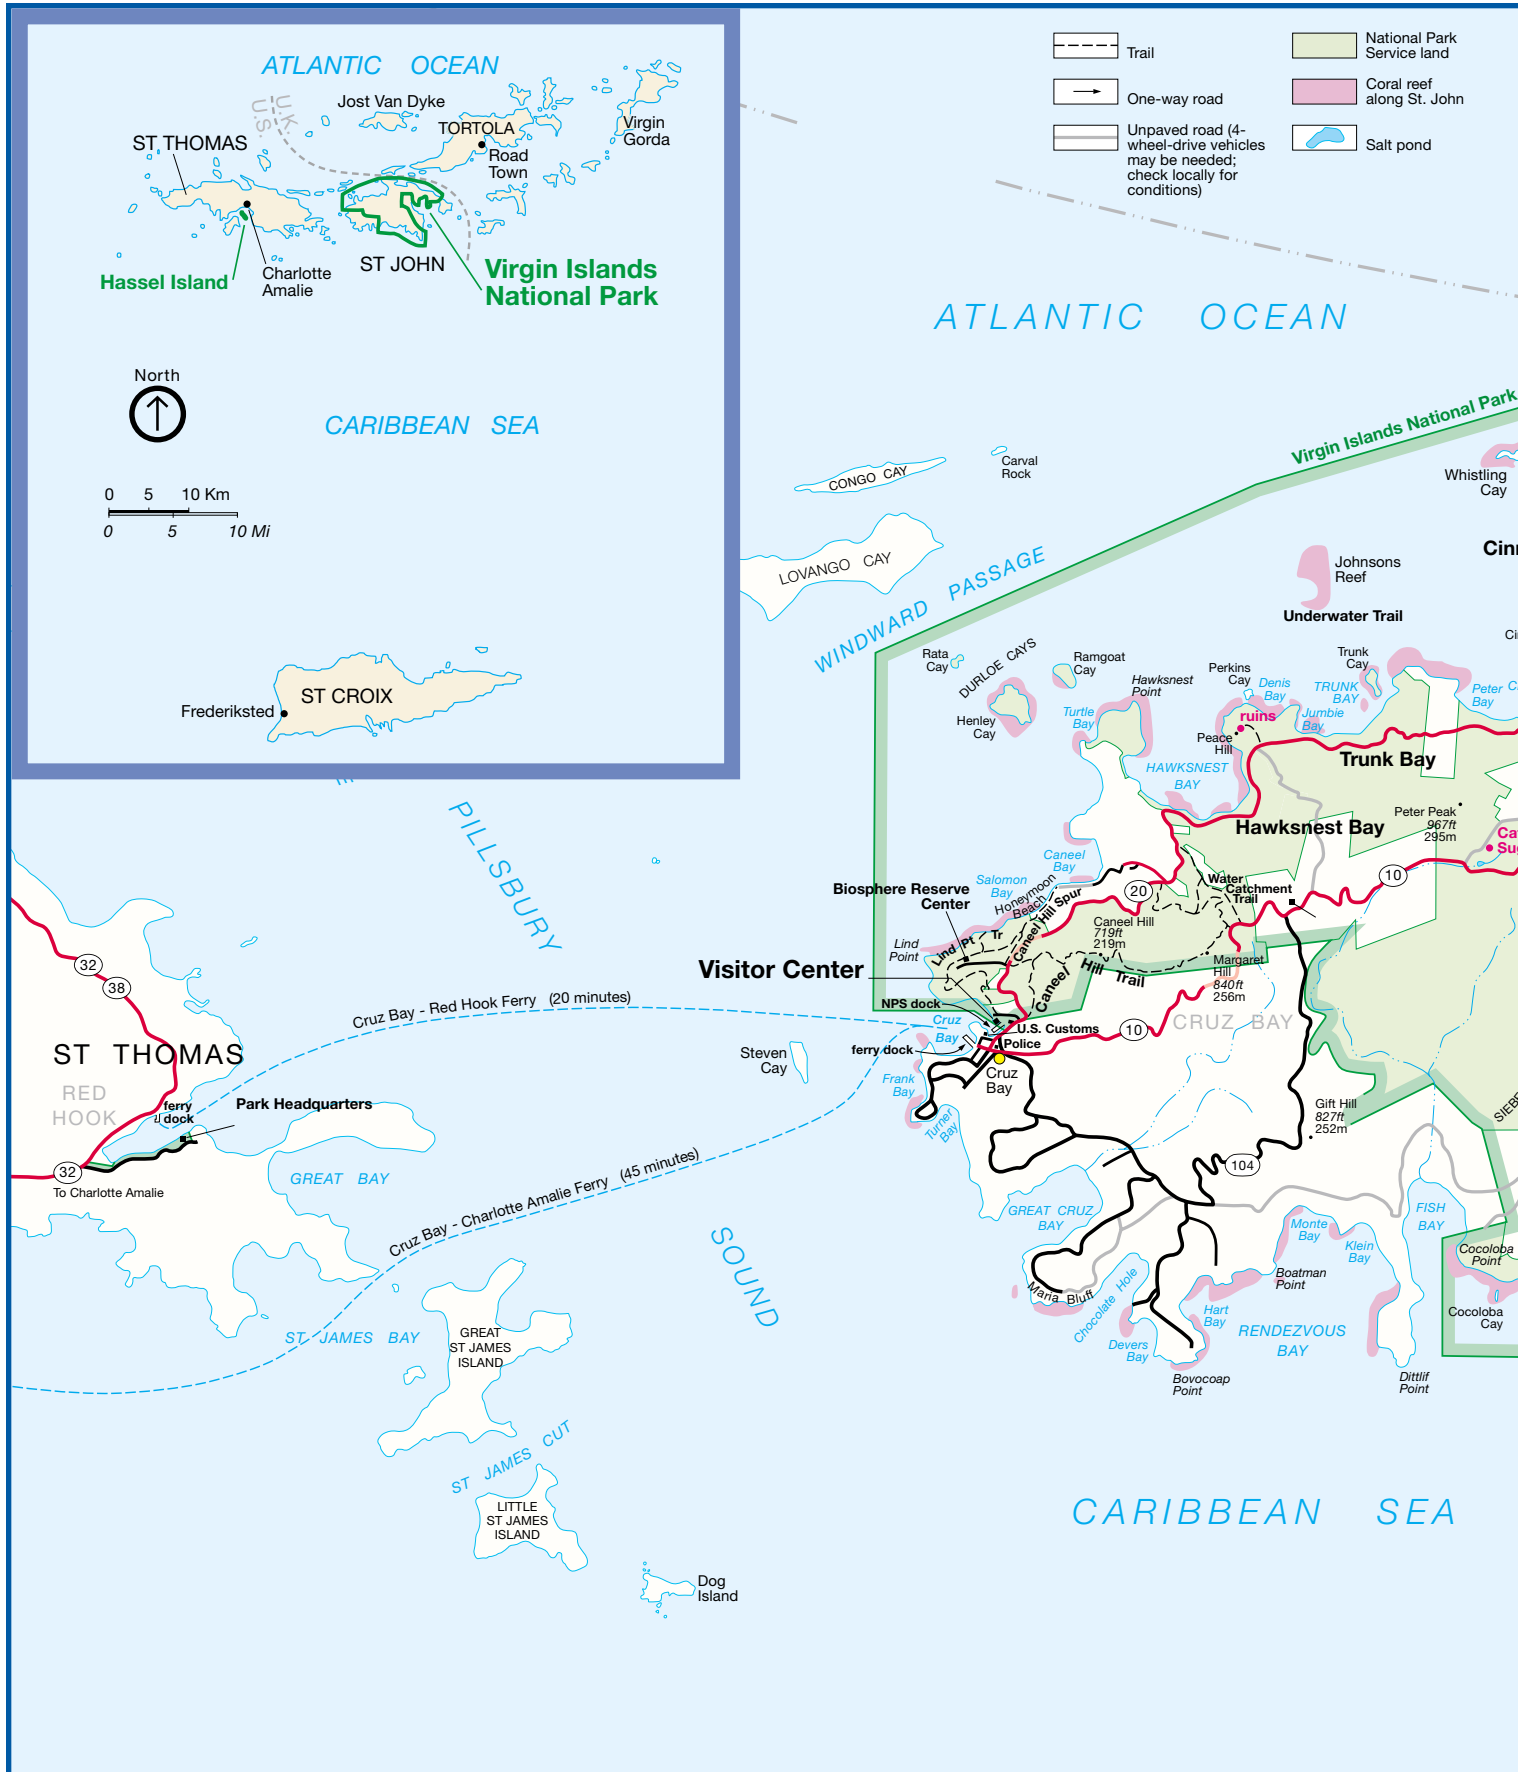 ATLANTIC OCEAN
Jost Van Dyke
U.K.
U.S.
TORTOLA
Virgin
Gorda
ST THOMAS
Road
Town
Hassel Island
Charlotte
Amalie
ST JOHN
Virgin Islands
National Park
North
CARIBBEAN SEA
0 5 10 Km
0 5 10 Mi
ST CROIX
Frederiksted
Trail
One-way road
Unpaved road (4-
wheel-drive vehicles
may be needed;
check locally for
conditions)
National Park
Service land
Coral reef
along St. John
Salt pond
ATLANTIC OCEAN
Virgin Islands National Park
Whistling
Cay
Carval
Rock
CONGO CAY
LOVANGO CAY
WINDWARD PASSAGE
Johnsons
Reef
Underwater Trail
Rata
Cay
DURLOE CAYS
Ramgoat
Cay
Henley
Cay
Hawksnest
Point
Turtle
Bay
Perkins
Cay
Denis
Bay
Trunk
Cay
TRUNK
BAY
Jumbie
Bay
Peter
Bay
ruins
Peace
Hill
HAWKSNEST
BAY
Trunk Bay
Hawksnest Bay
Peter Peak
967ft
295m
10
Caneel
Bay
Salomon
Bay
Honeymoon
Beach
Biosphere Reserve
Center
20
Water
Catchment
Trail
Caneel Hill Spur
Caneel Hill
719ft
219m
Lind Pt Tr
Lind
Point
Visitor Center
Caneel Hill Trail
Margaret
Hill
840ft
256m
NPS dock
Cruz
Bay
U.S. Customs
Police
10
CRUZ BAY
ferry dock
Cruz
Bay
Frank
Bay
Turner
Bay
Gift Hill
827ft
252m
104
GREAT CRUZ
BAY
Maria Bluff
Chocolate Hole
Devers
Bay
Bovocoap
Point
Hart
Bay
Boatman
Point
Monte
Bay
Klein
Bay
RENDEZVOUS
BAY
FISH
BAY
Cocoloba
Point
Cocoloba
Cay
Dittlif
Point
PILLSBURY
SOUND
32
38
ST THOMAS
RED
HOOK
ferry
dock
Park Headquarters
32
To Charlotte Amalie
Cruz Bay - Red Hook Ferry (20 minutes)
Steven
Cay
GREAT BAY
Cruz Bay - Charlotte Amalie Ferry (45 minutes)
ST JAMES BAY
GREAT
ST JAMES
ISLAND
ST JAMES CUT
LITTLE
ST JAMES
ISLAND
Dog
Island
CARIBBEAN SEA